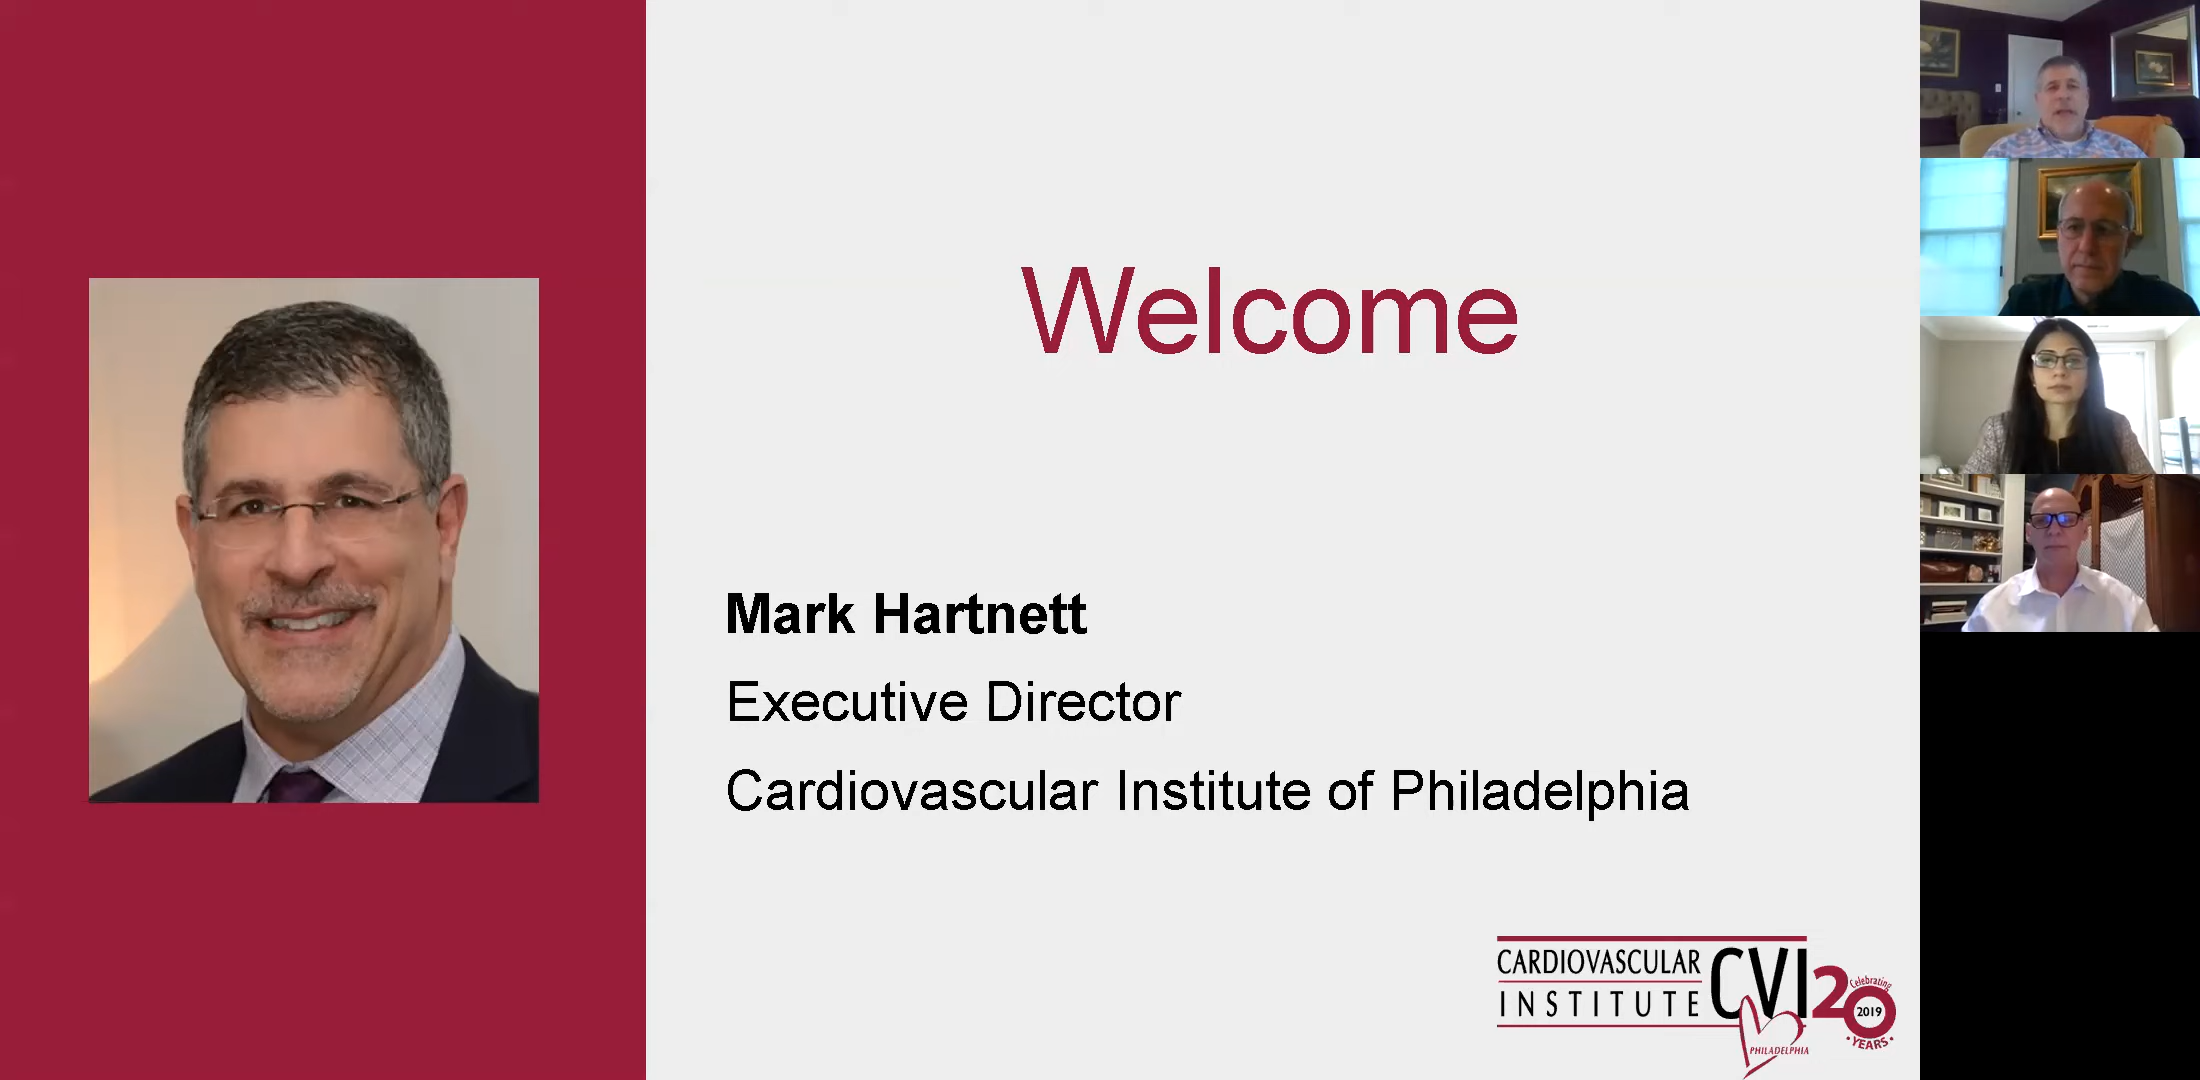 Welcome
Mark Hartnett
Executive Director
Cardiovascular Institute of Philadelphia
CARDIOVASCULAR
INSTITUTE
CVI
PHILADELPHIA
20
Celebrating
2019
•YEARS•